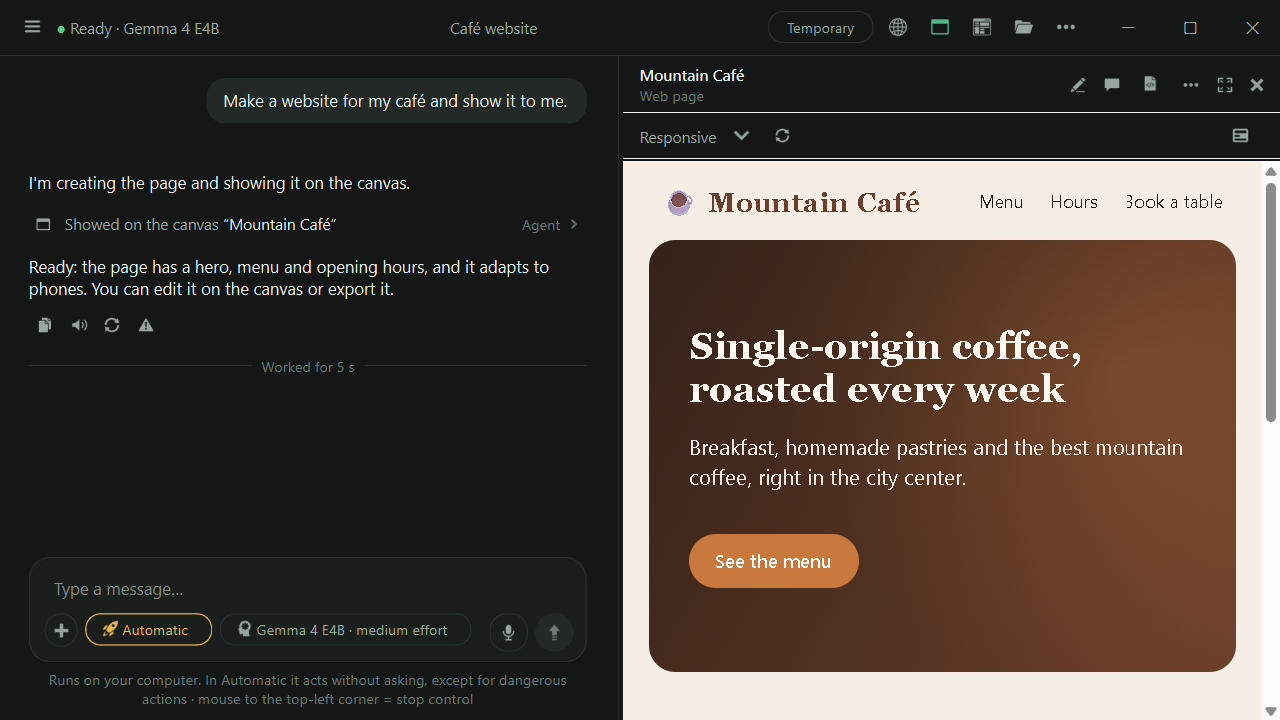 Ready · Gemma 4 E4B
Café website
Temporary
Make a website for my café and show it to me.
I'm creating the page and showing it on the canvas.
Showed on the canvas “Mountain Café”
Agent
Ready: the page has a hero, menu and opening hours, and it adapts to
phones. You can edit it on the canvas or export it.
Worked for 5 s
Type a message...
Automatic
Gemma 4 E4B · medium effort
Runs on your computer. In Automatic it acts without asking, except for dangerous
actions · mouse to the top-left corner = stop control
Mountain Café
Web page
Responsive
Mountain Café
Menu
Hours
Book a table
Single-origin coffee,
roasted every week
Breakfast, homemade pastries and the best mountain
coffee, right in the city center.
See the menu